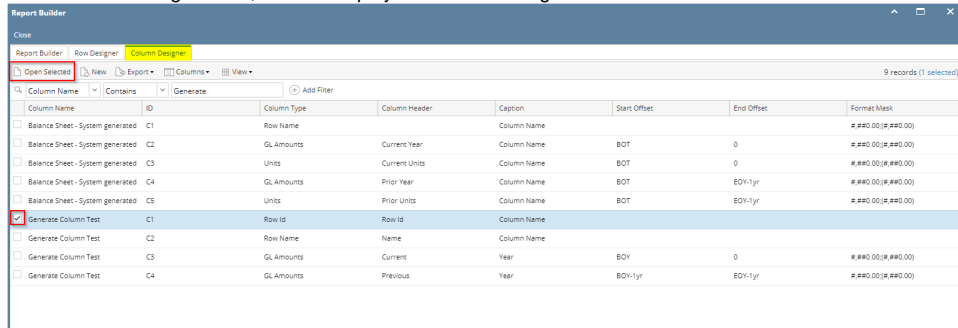 Report Builder
Close
Report Builder Row Designer Column Designer
Open Selected New Export Columns View 9 records (1 selected)
Column Name Contains Generate Add Filter
Column Name ID Column Type Column Header Caption Start Offset End Offset Format Mask
Balance Sheet - System generated C1 Row Name Column Name #,##0.00;(#,##0.00)
Balance Sheet - System generated C2 GL Amounts Current Year Column Name BOT 0 #,##0.00;(#,##0.00)
Balance Sheet - System generated C3 Units Current Units Column Name BOT 0 #,##0.00;(#,##0.00)
Balance Sheet - System generated C4 GL Amounts Prior Year Column Name BOT EOY-1yr #,##0.00;(#,##0.00)
Balance Sheet - System generated C5 Units Prior Units Column Name BOT EOY-1yr #,##0.00;(#,##0.00)
Generate Column Test C1 Row Id Row Id Column Name
Generate Column Test C2 Row Name Name Column Name
Generate Column Test C3 GL Amounts Current Year BOY 0 #,##0.00;(#,##0.00)
Generate Column Test C4 GL Amounts Previous Year BOY-1yr EOY-1yr #,##0.00;(#,##0.00)